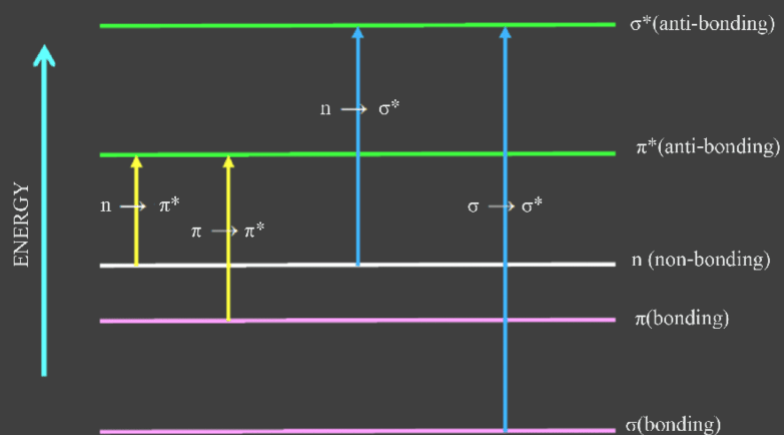 σ*(anti-bonding)
n → σ*
π*(anti-bonding)
n → π*
σ → σ*
π → π*
ENERGY
n (non-bonding)
π(bonding)
σ(bonding)